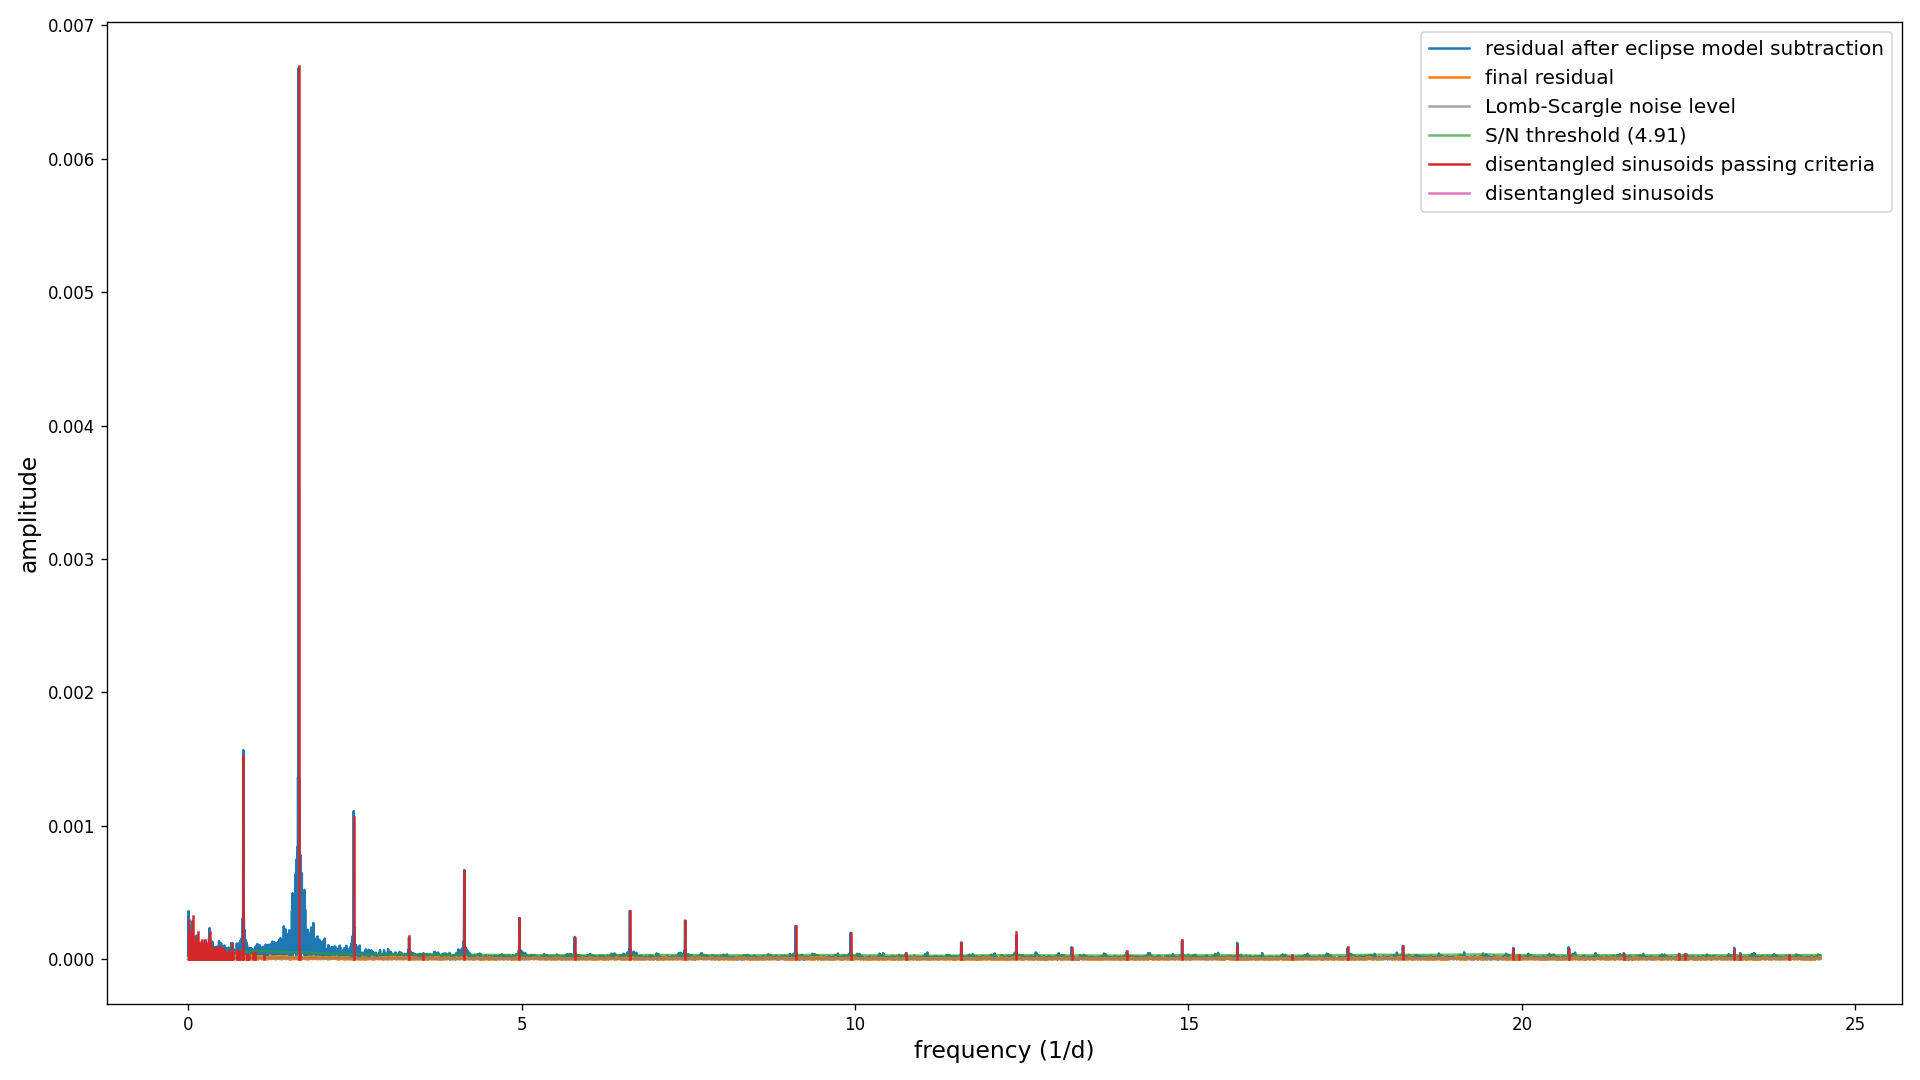 0.007
0.006
0.005
0.004
0.003
0.002
0.001
0.000
amplitude
residual after eclipse model subtraction
final residual
Lomb-Scargle noise level
S/N threshold (4.91)
disentangled sinusoids passing criteria
disentangled sinusoids
0 5 10 15 20 25
frequency (1/d)